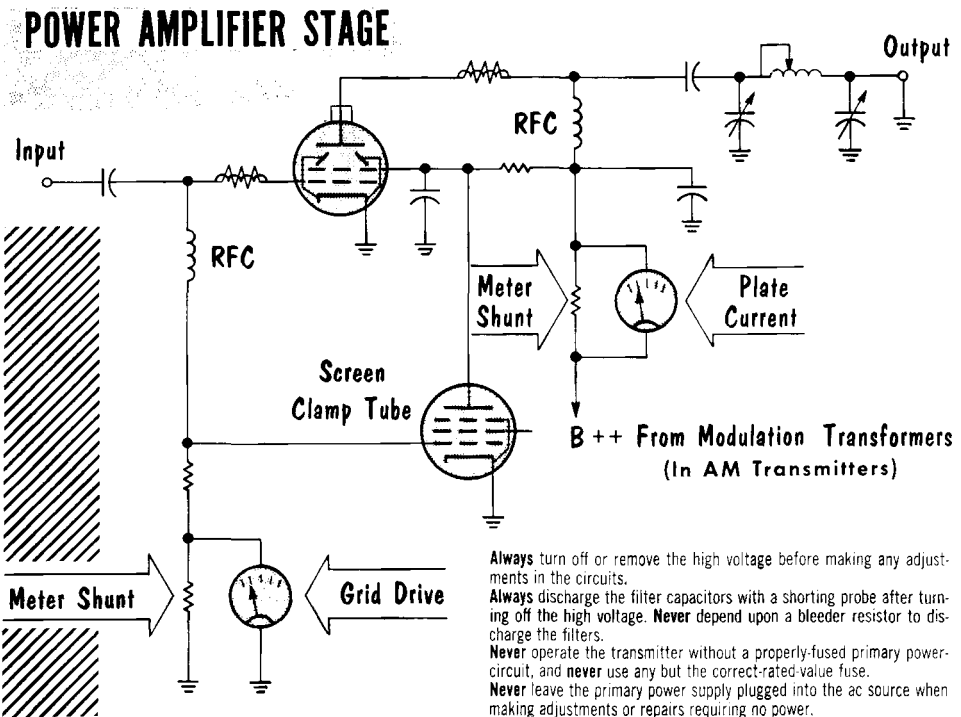 POWER AMPLIFIER STAGE
Output
RFC
Input
RFC
Meter
Shunt
Plate
Current
Screen
Clamp Tube
B ++ From Modulation Transformers
(In AM Transmitters)
Meter Shunt
Grid Drive
Always turn off or remove the high voltage before making any adjust-
ments in the circuits.
Always discharge the filter capacitors with a shorting probe after turn-
ing off the high voltage. Never depend upon a bleeder resistor to dis-
charge the filters.
Never operate the transmitter without a properly-fused primary power-
circuit, and never use any but the correct-rated-value fuse.
Never leave the primary power supply plugged into the ac source when
making adjustments or repairs requiring no power.